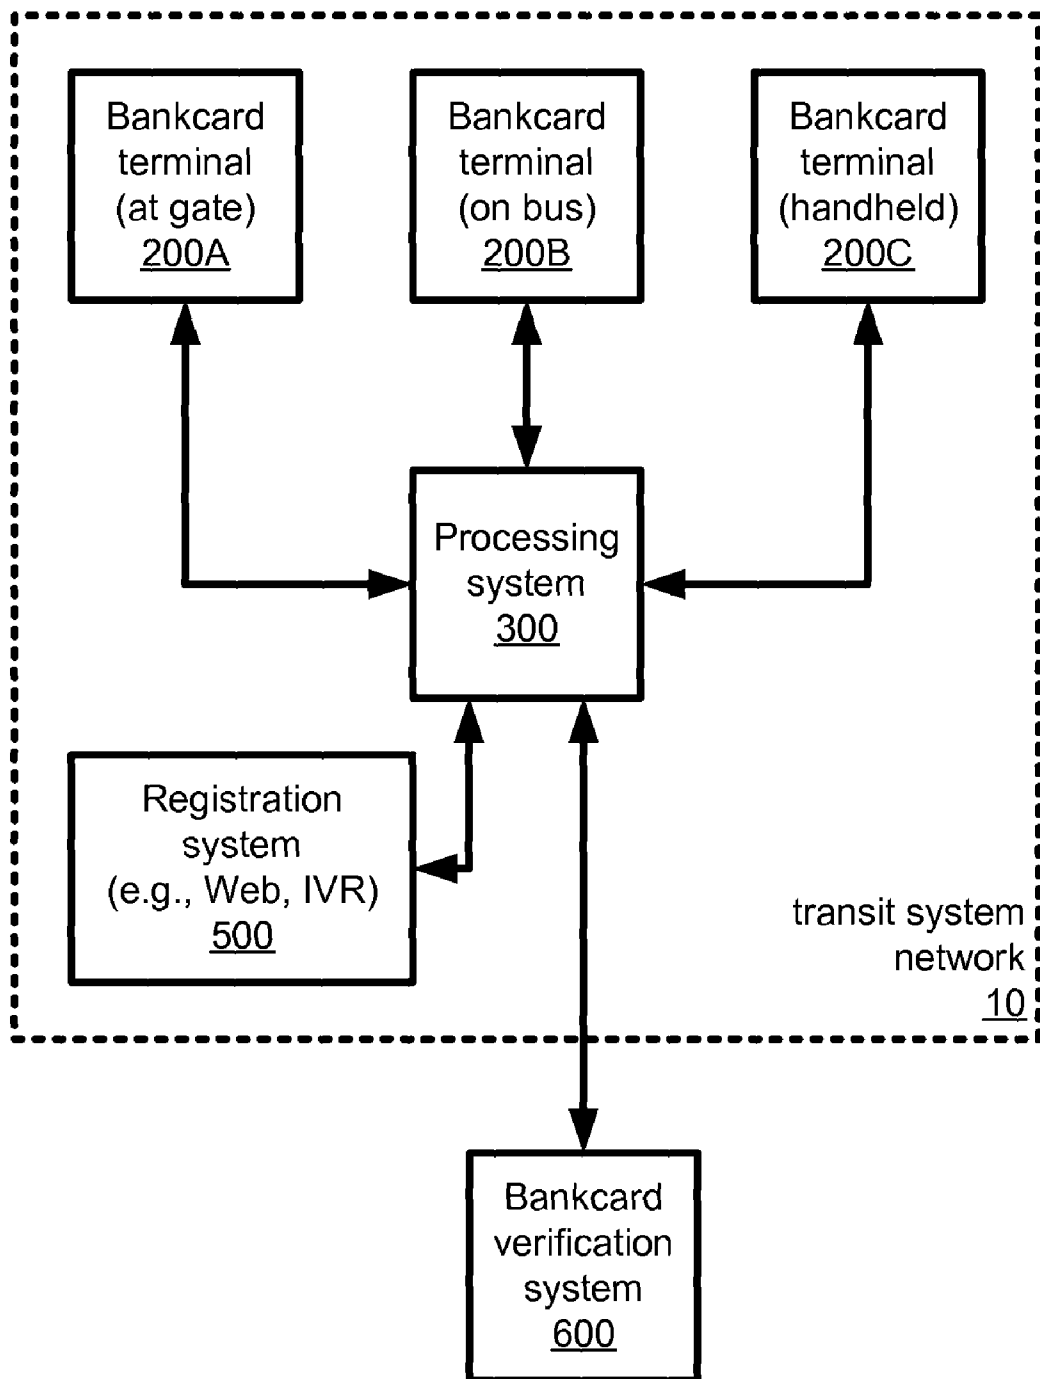 Bankcard
terminal
(at gate)
200A
Bankcard
terminal
(on bus)
200B
Bankcard
terminal
(handheld)
200C
Processing
system
300
Registration
system
(e.g., Web, IVR)
500
transit system
network
10
Bankcard
verification
system
600